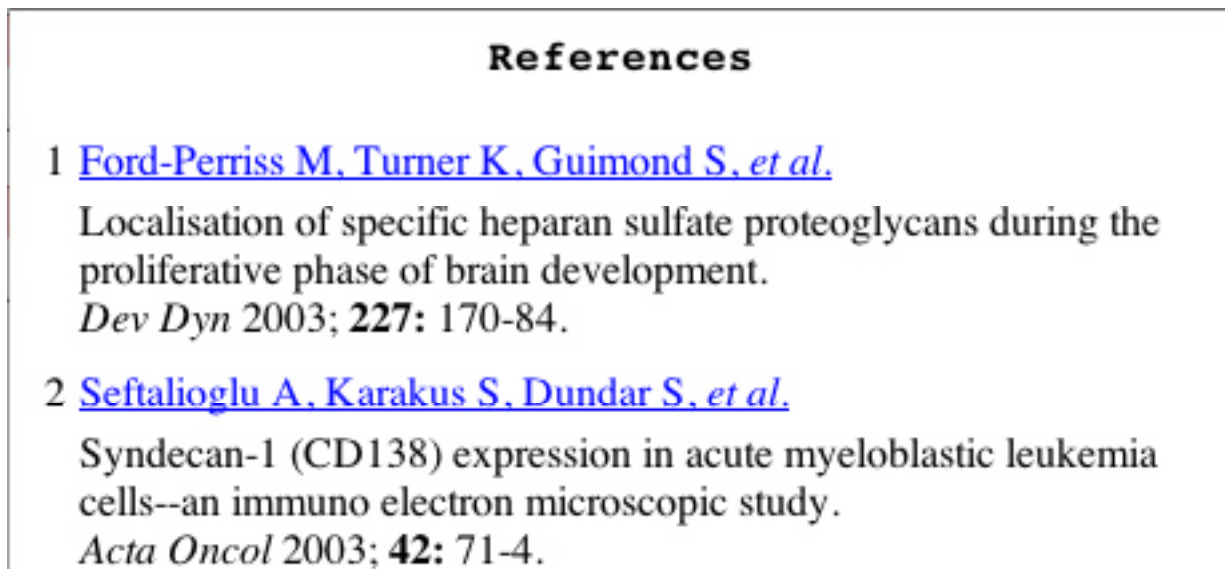 References
1 Ford-Perriss M, Turner K, Guimond S, et al.
Localisation of specific heparan sulfate proteoglycans during the
proliferative phase of brain development.
Dev Dyn 2003; 227: 170-84.
2 Seftalioglu A, Karakus S, Dundar S, et al.
Syndecan-1 (CD138) expression in acute myeloblastic leukemia
cells--an immuno electron microscopic study.
Acta Oncol 2003; 42: 71-4.